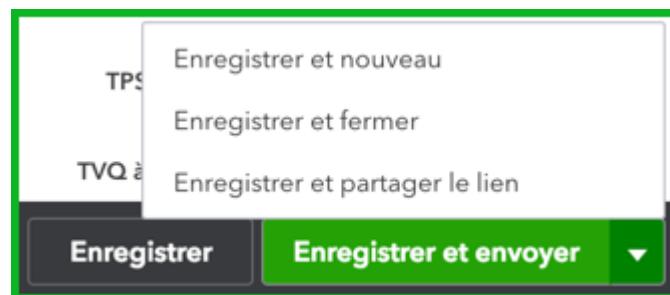 Enregistrer et nouveau
TPS
Enregistrer et fermer
TVQ à
Enregistrer et partager le lien
Enregistrer
Enregistrer et envoyer